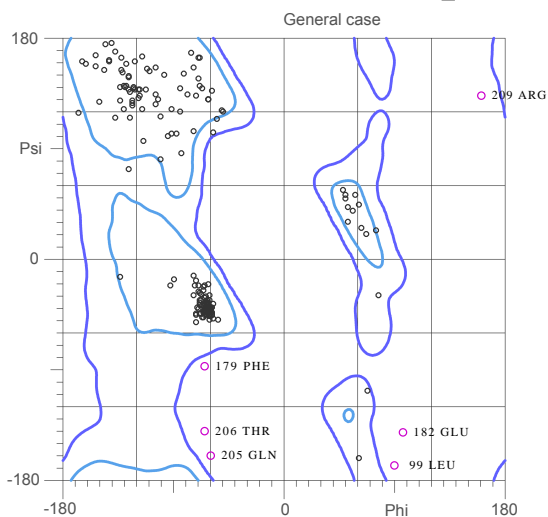 General case
180
209 ARG
Psi
0
179 PHE
206 THR
182 GLU
205 GLN
99 LEU
-180
-180
0
Phi
180